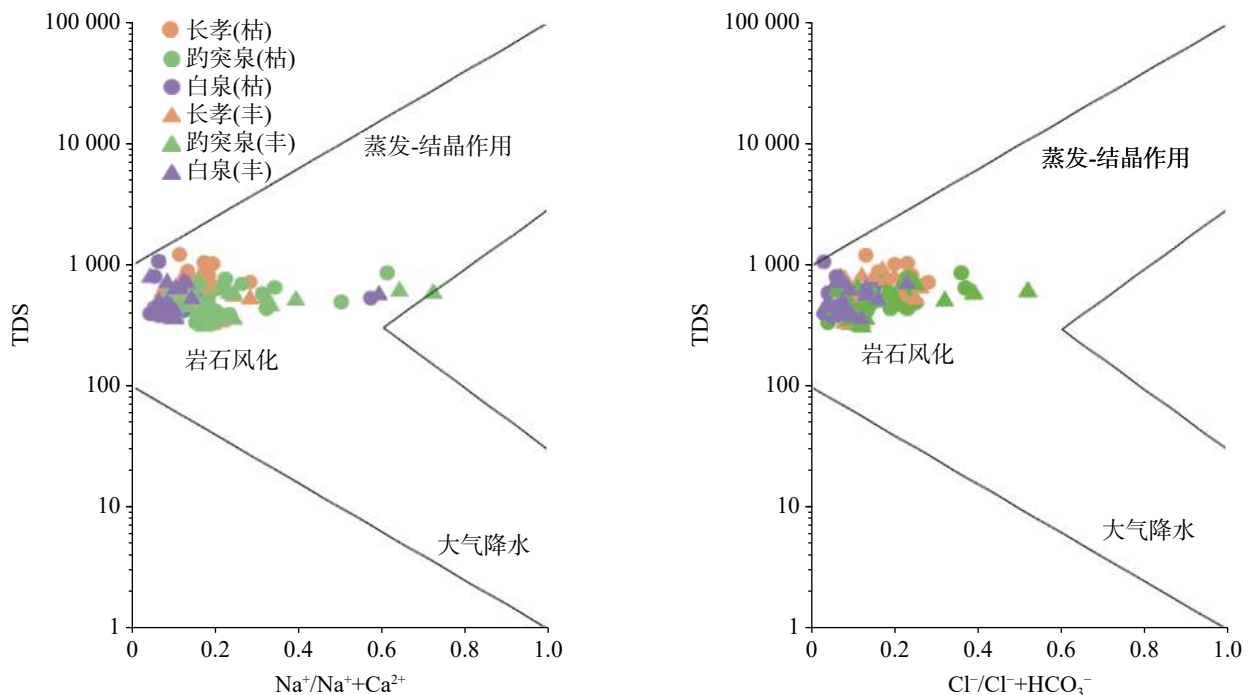 100 000
10 000
1 000
100
10
1
TDS
长孝(枯)
趵突泉(枯)
白泉(枯)
长孝(丰)
趵突泉(丰)
白泉(丰)
蒸发-结晶作用
岩石风化
大气降水
0 0.2 0.4 0.6 0.8 1.0
Na⁺/Na⁺+Ca²⁺
100 000
10 000
1 000
100
10
1
TDS
蒸发-结晶作用
岩石风化
大气降水
0 0.2 0.4 0.6 0.8 1.0
Cl⁻/Cl⁻+HCO₃⁻